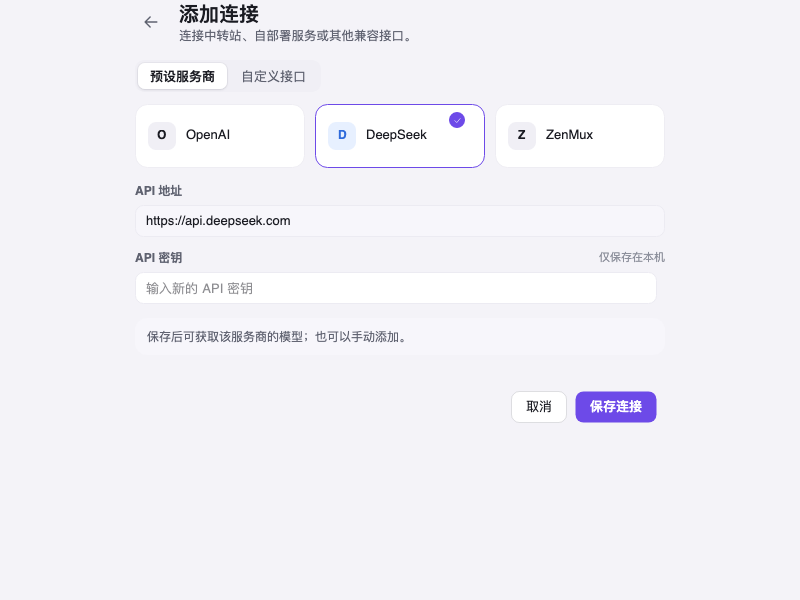 添加连接
连接中转站、自部署服务或其他兼容接口。
预设服务商 自定义接口
O OpenAI D DeepSeek Z ZenMux
API 地址
https://api.deepseek.com
API 密钥 仅保存在本机
输入新的 API 密钥
保存后可获取该服务商的模型；也可以手动添加。
取消 保存连接